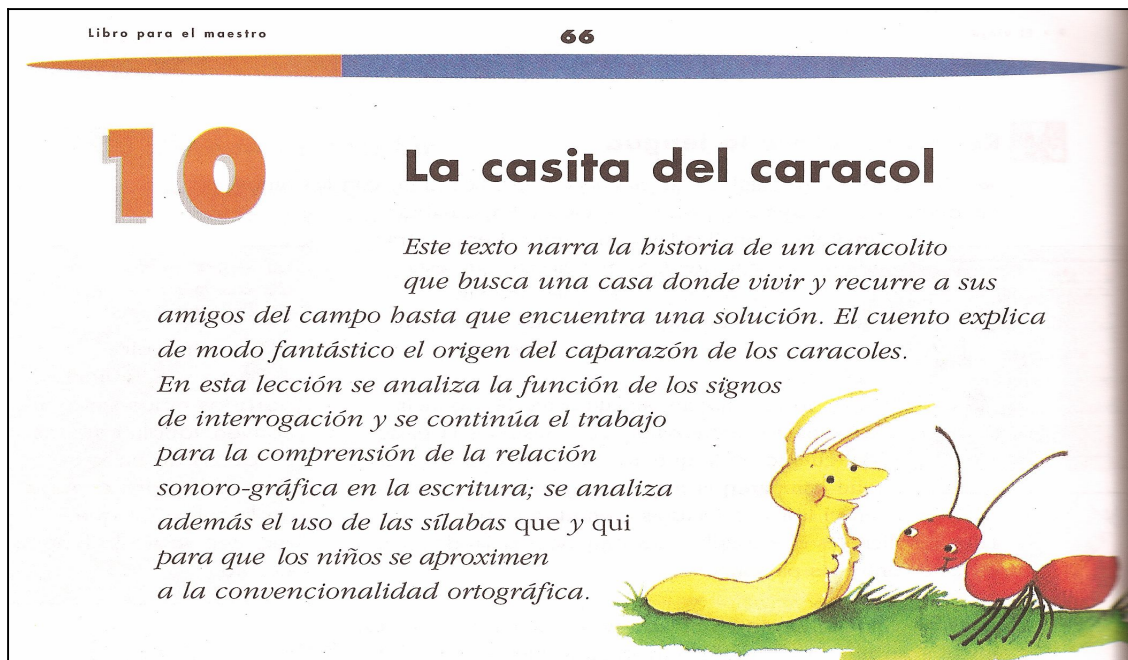 Libro para el maestro
66
10
La casita del caracol
Este texto narra la historia de un caracolito
que busca una casa donde vivir y recurre a sus
amigos del campo hasta que encuentra una solución. El cuento explica
de modo fantástico el origen del caparazón de los caracoles.
En esta lección se analiza la función de los signos
de interrogación y se continúa el trabajo
para la comprensión de la relación
sonoro-gráfica en la escritura; se analiza
además el uso de las sílabas que y qui
para que los niños se aproximen
a la convencionalidad ortográfica.